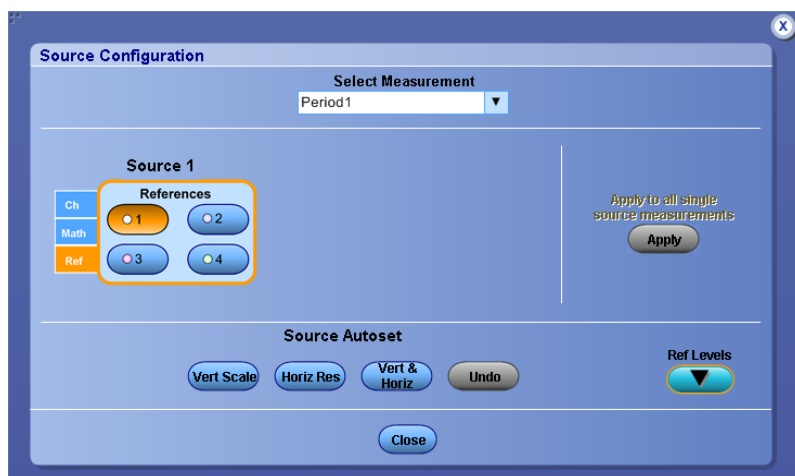 X
Source Configuration
Select Measurement
Period1
Source 1
Ch
Math
Ref
References
1
2
3
4
Apply to all single
source measurements
Apply
Source Autoset
Vert Scale
Horiz Res
Vert &
Horiz
Undo
Ref Levels
Close